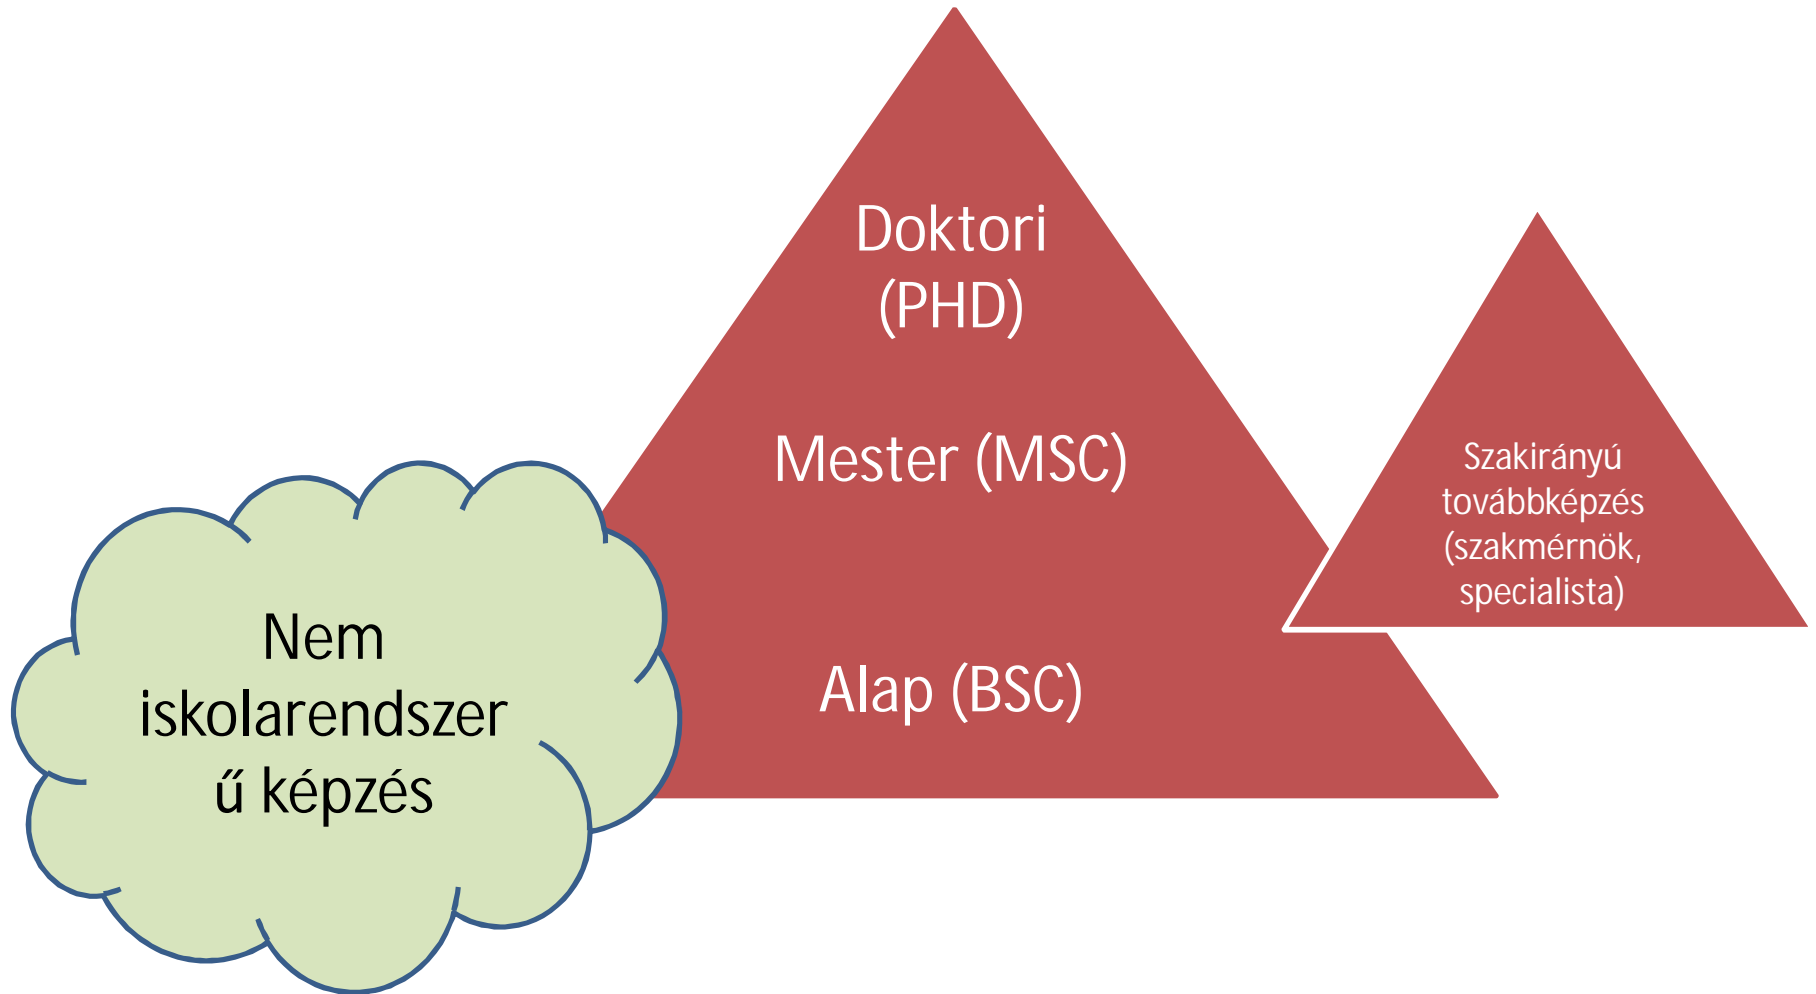 Doktori
(PHD)
Mester (MSC)
Alap (BSC)
Szakirányú
továbbképzés
(szakmérnök,
specialista)
Nem
iskolarendszer
ű képzés